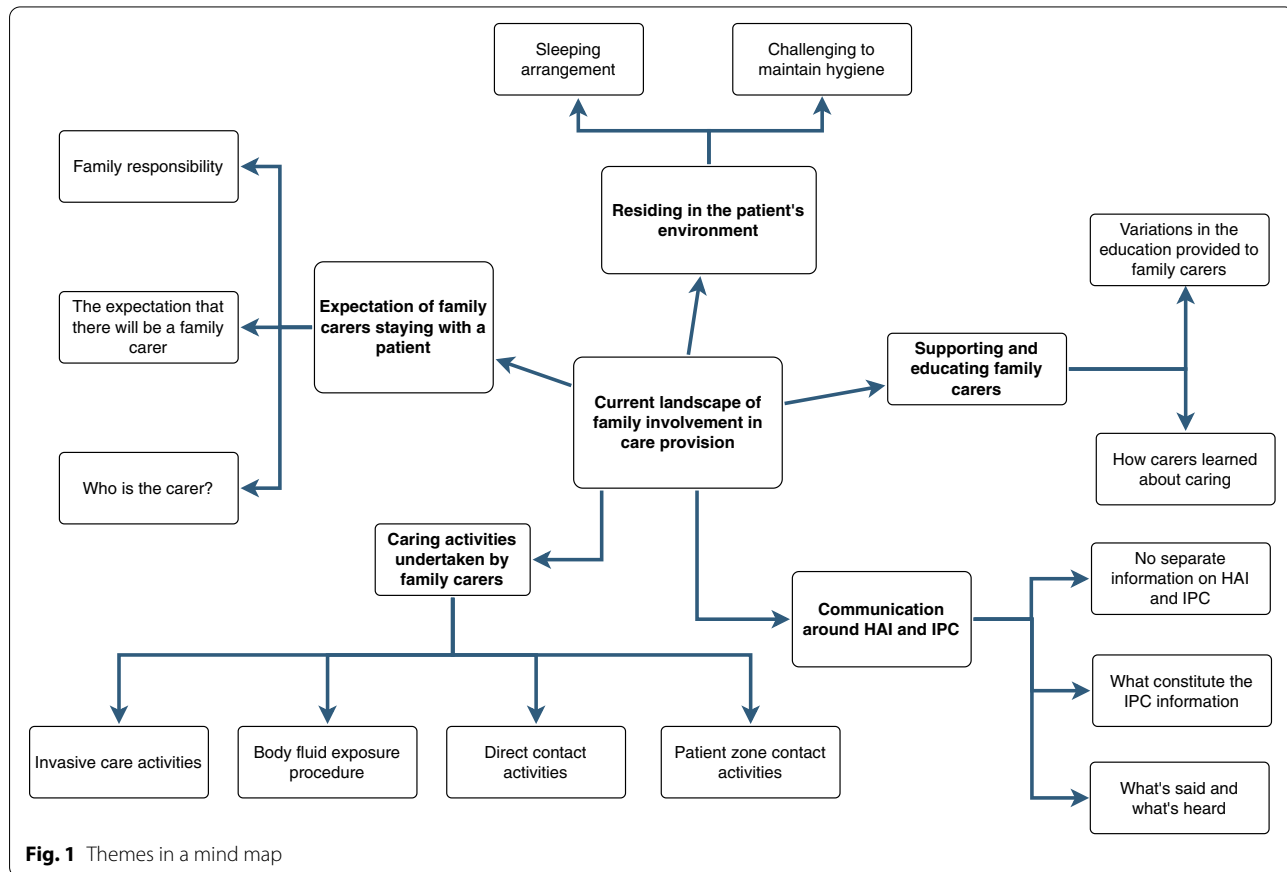 Sleeping
arrangement
Challenging to
maintain hygiene
Family responsibility
Residing in the patient's
environment
Variations in the
education provided to
family carers
The expectation that
there will be a family
carer
Expectation of family
carers staying with a
patient
Supporting and
educating family
carers
Current landscape of
family involvement in
care provision
How carers learned
about caring
Who is the carer?
Caring activities
undertaken by
family carers
No separate
information on HAI
and IPC
Communication
around HAI and IPC
What constitute the
IPC information
Invasive care activities
Body fluid exposure
procedure
Direct contact
activities
Patient zone contact
activities
What's said and
what's heard
Fig. 1 Themes in a mind map